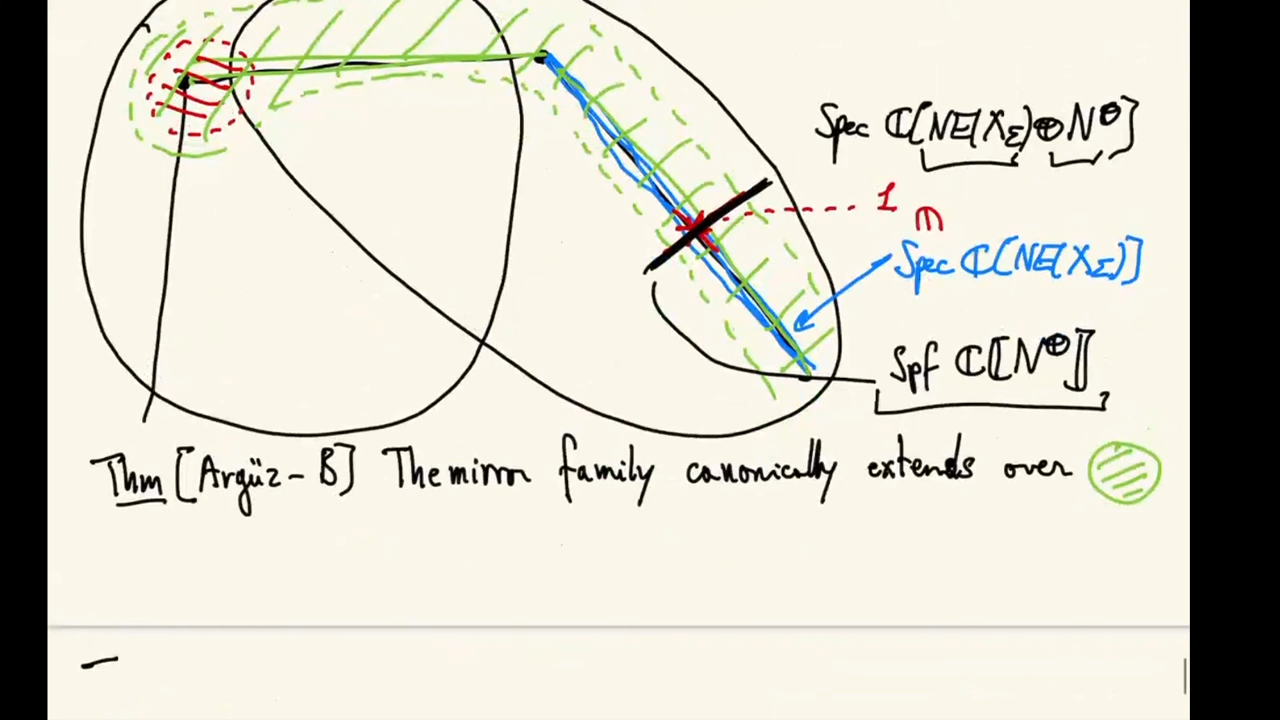 Spec ℂ[NE(X_Σ)⊕N^⊕]
1
m
Spec ℂ[NE(X_Σ)]
Spf ℂ⟦N^⊕⟧
Thm [Argüz-B] The mirror family canonically extends over